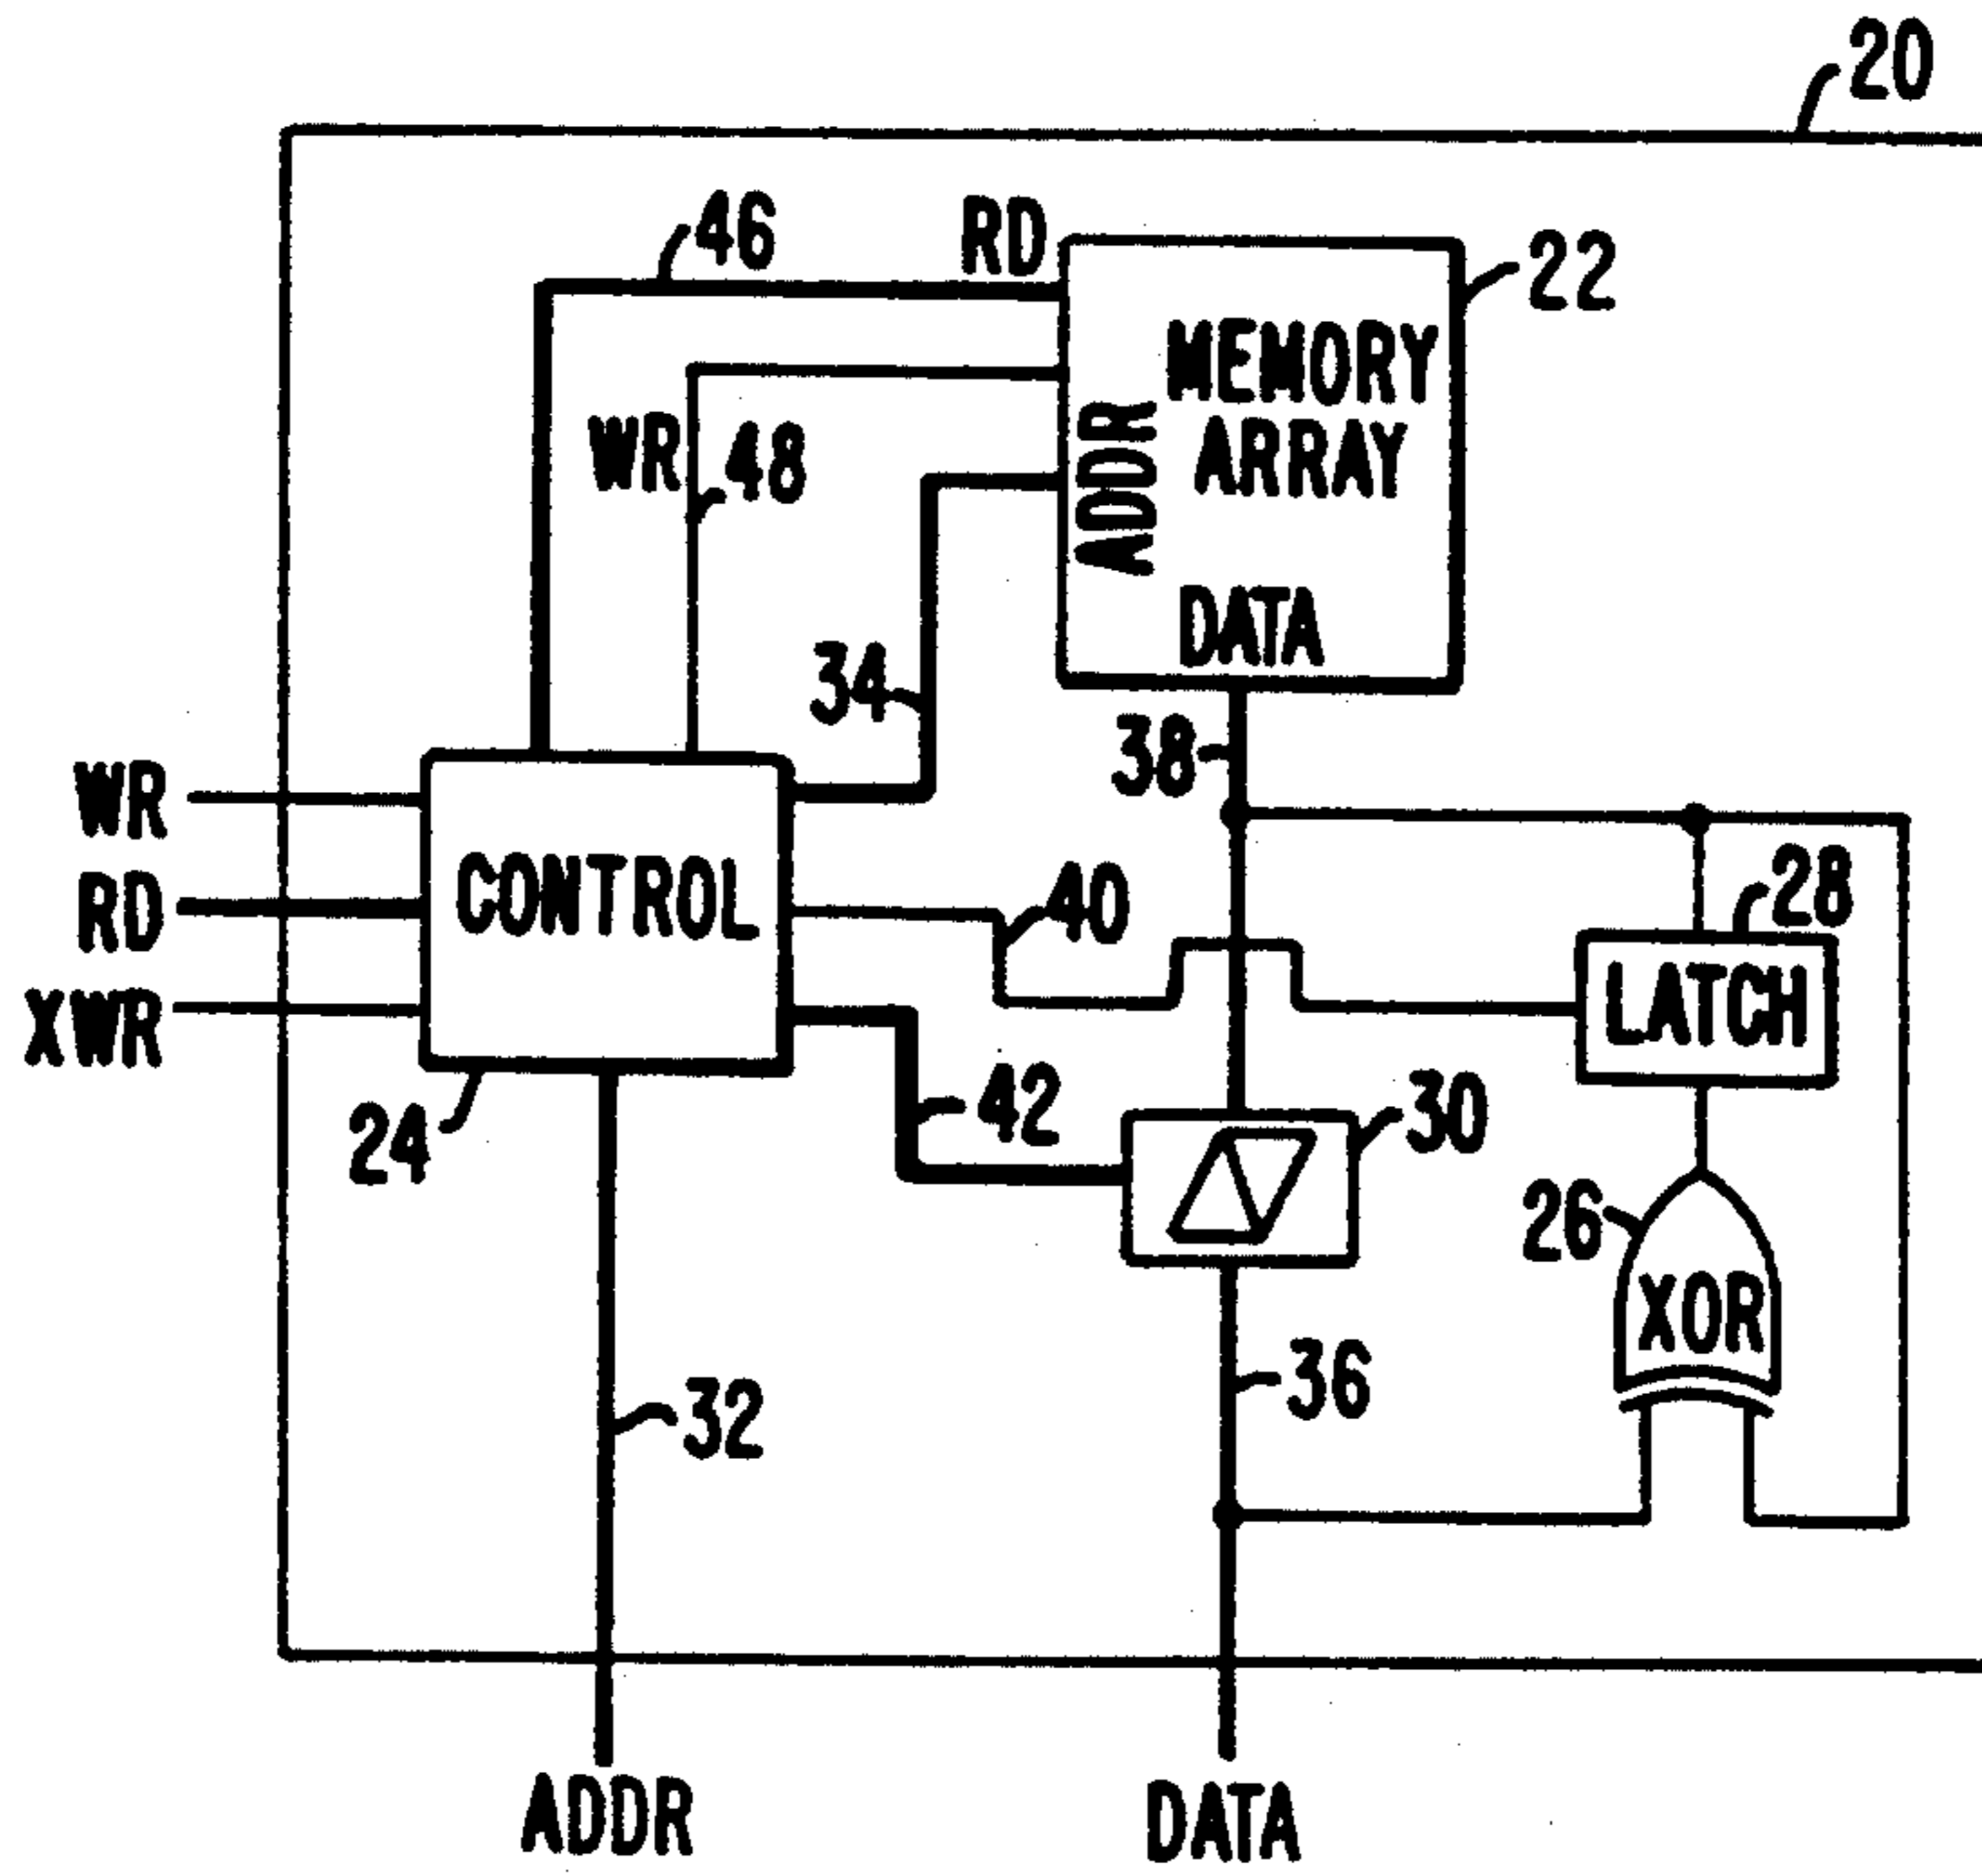 20
46
RD
22
MEMORY
ARRAY
WR
48
ADDR
DATA
34
38
WR
RD
XWR
CONTROL
40
28
LATCH
24
42
30
26
XOR
36
32
ADDR
DATA